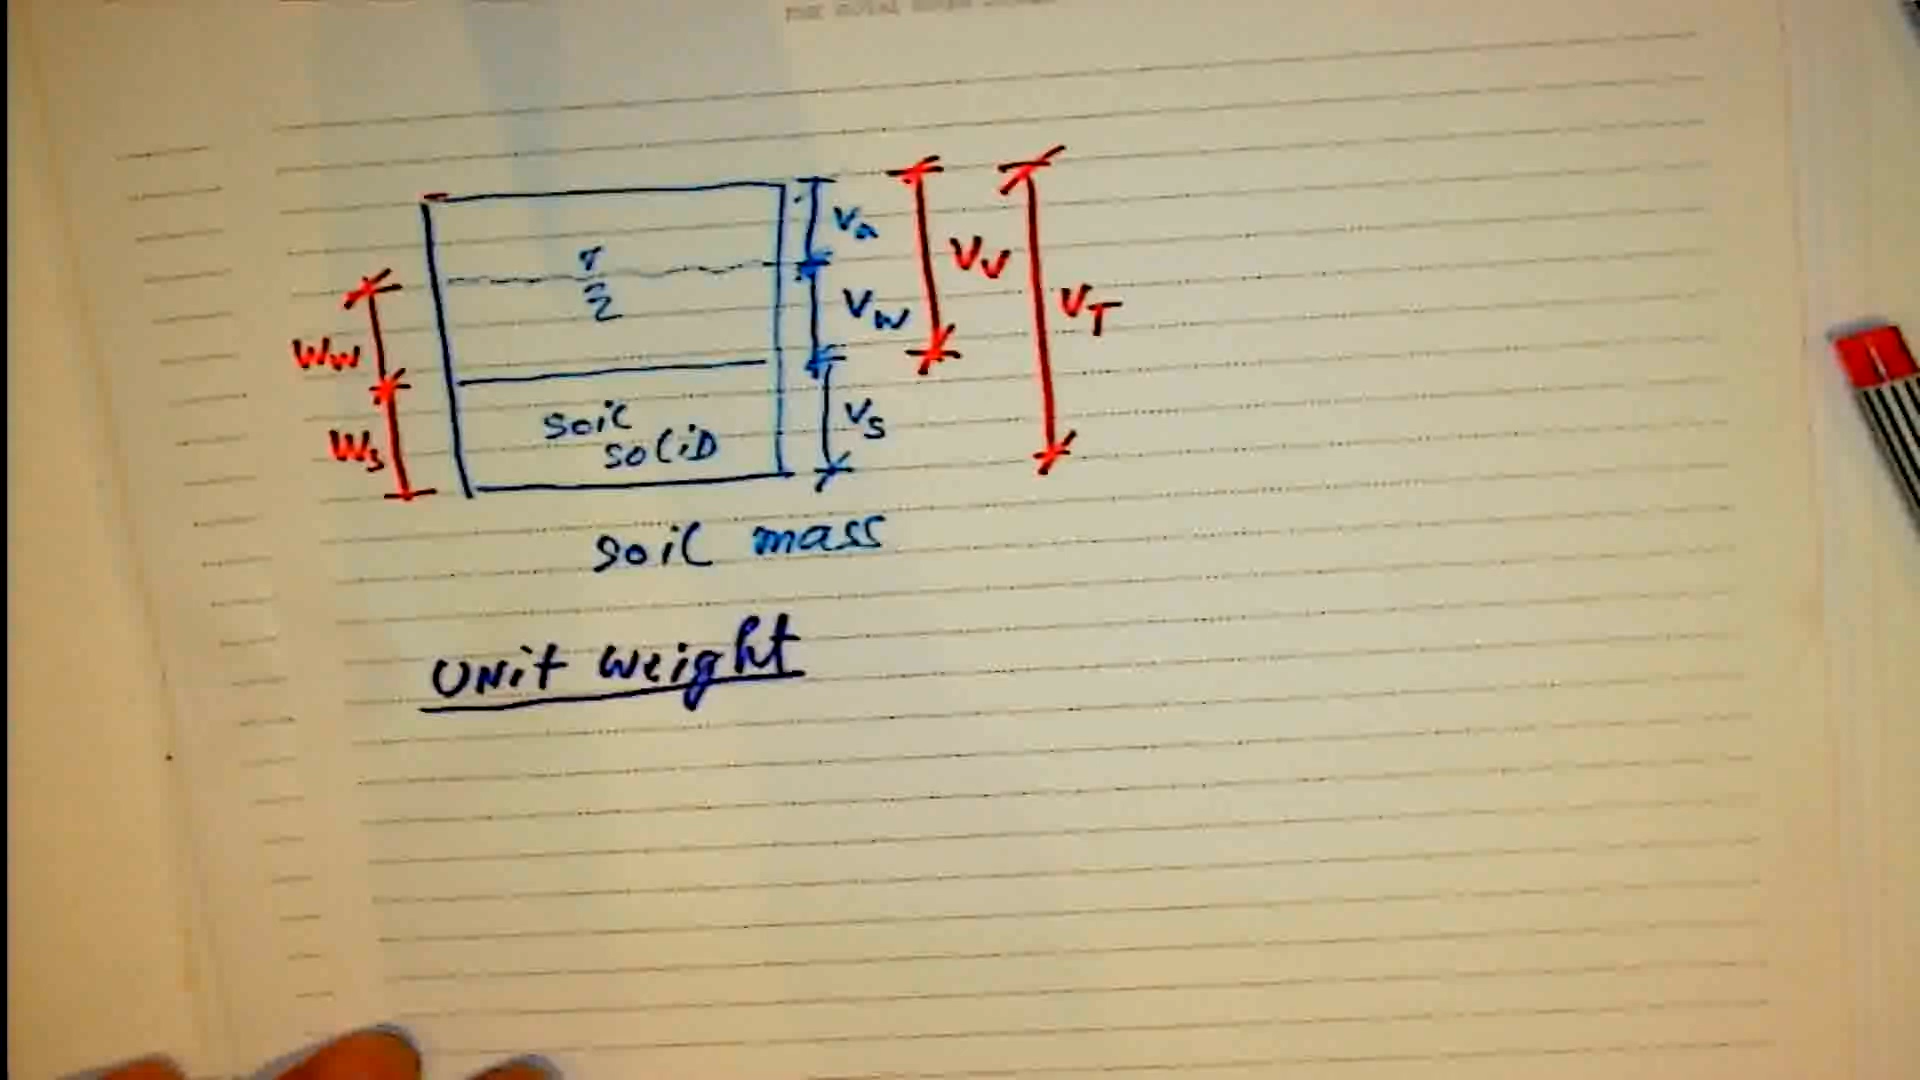 Va
Vw
Vs
Vv
VT
Ww
Ws
soil
soliD
soil mass
UNit weight